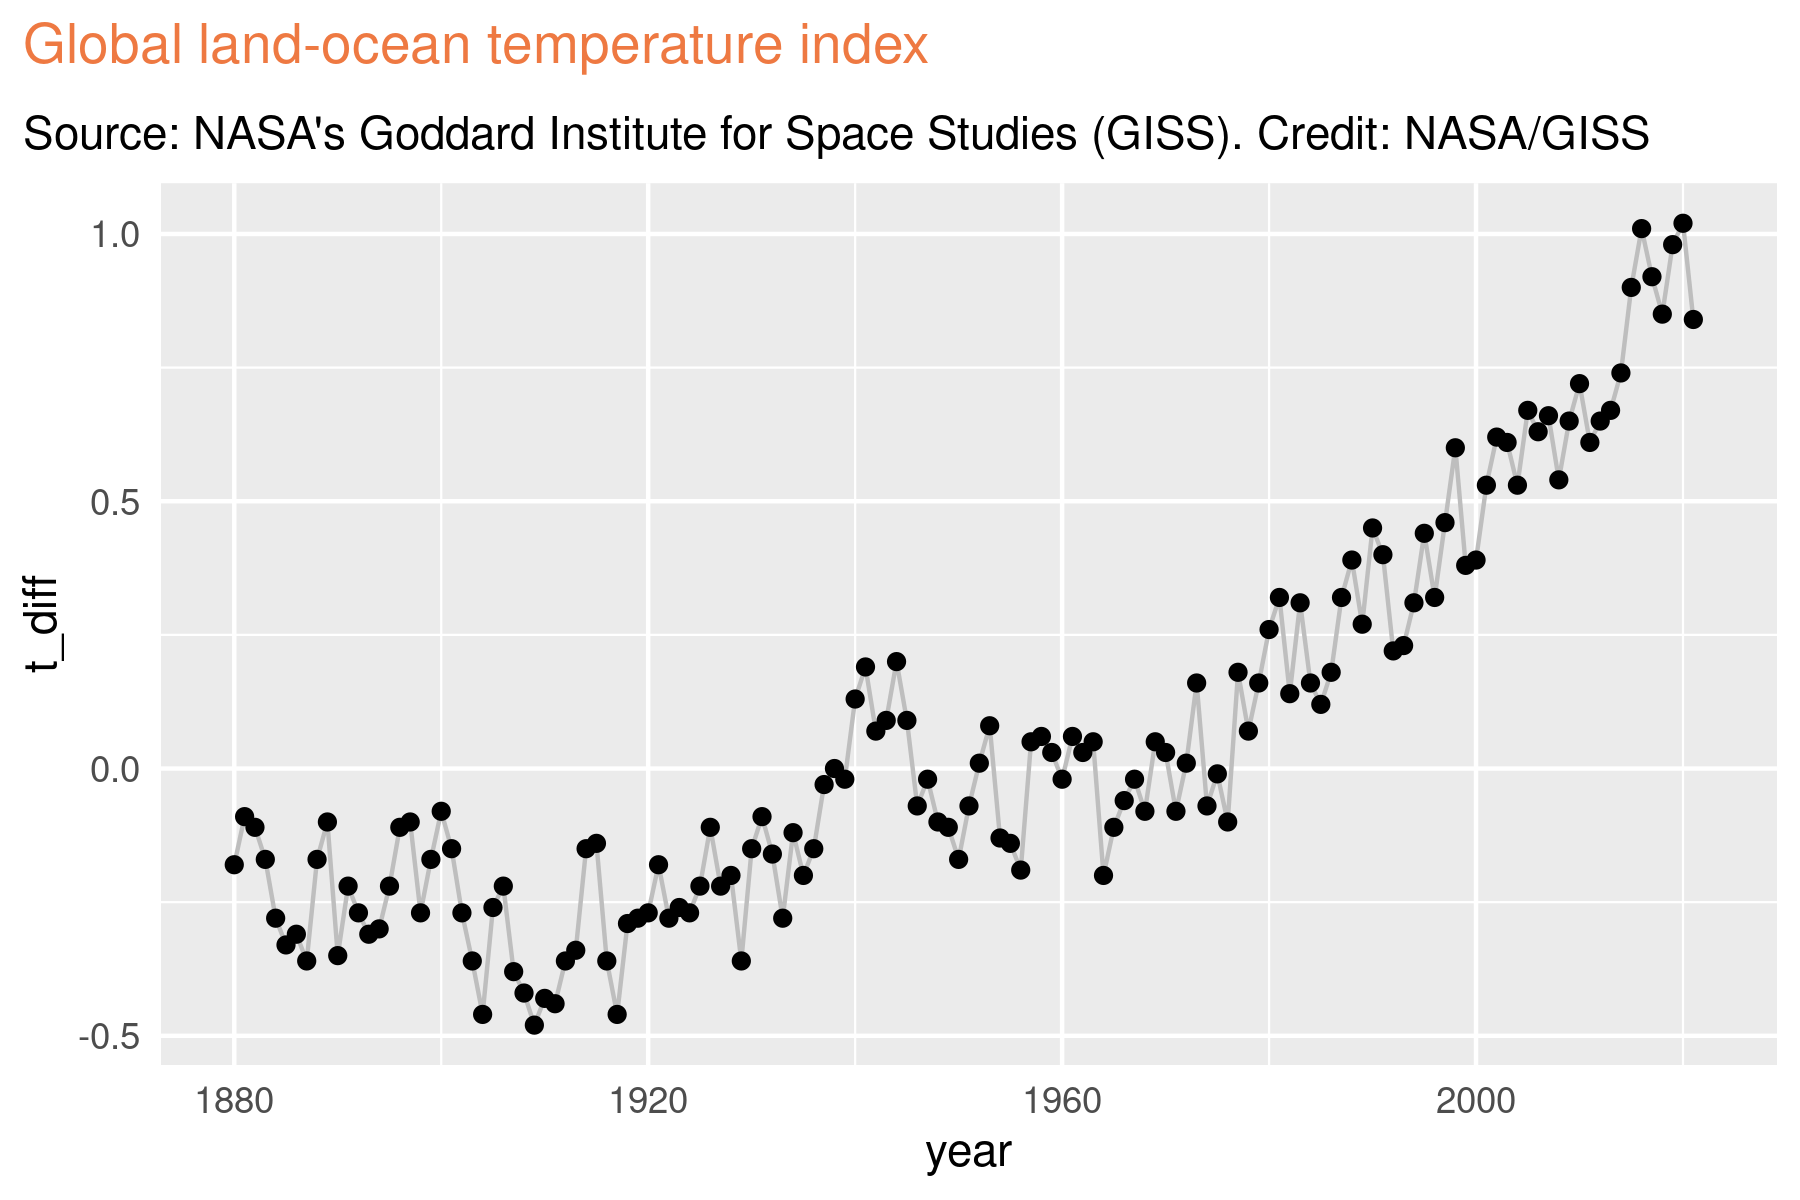 Global land-ocean temperature index
Source: NASA's Goddard Institute for Space Studies (GISS). Credit: NASA/GISS
1.0
0.5
0.0
-0.5
t_diff
1880 1920 1960 2000
year